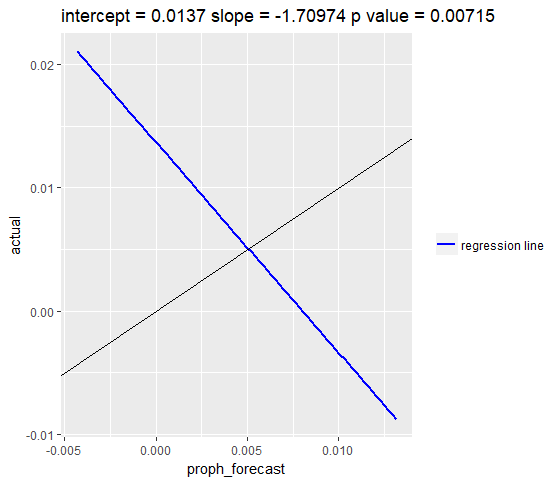 intercept = 0.0137 slope = -1.70974 p value = 0.00715
0.02
0.01
0.00
-0.01
actual
-0.005
0.000
0.005
0.010
proph_forecast
regression line